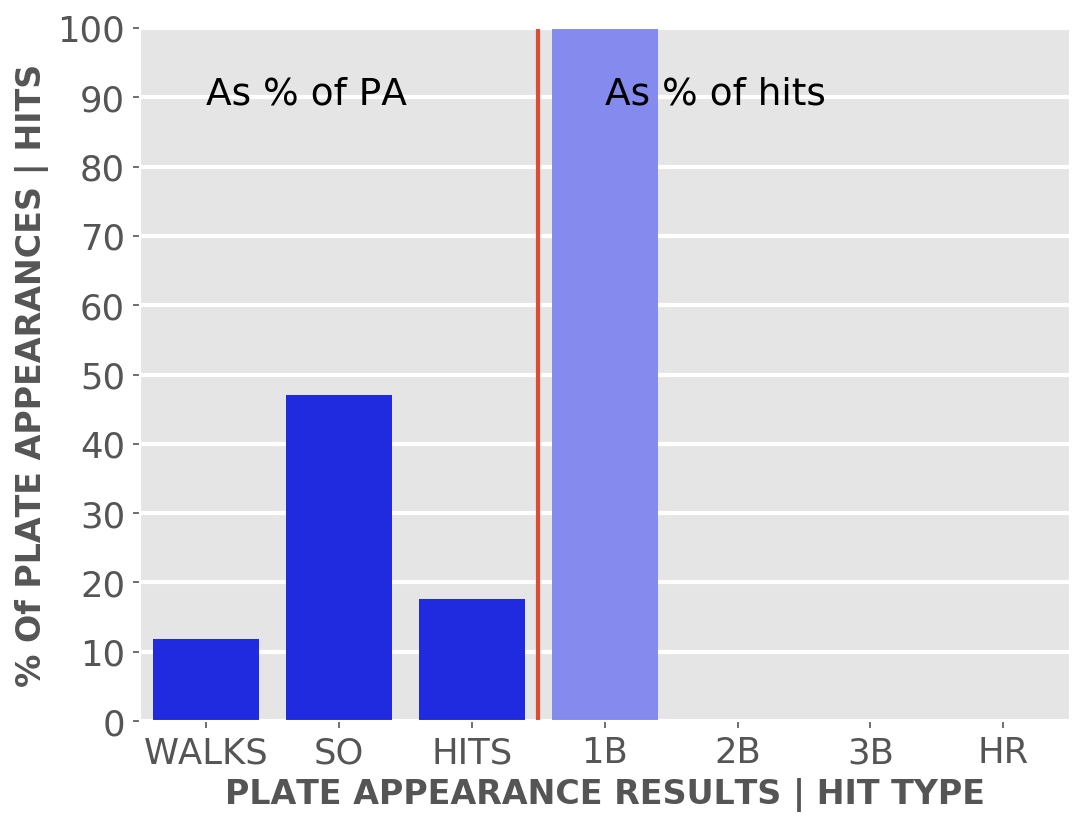 % Of PLATE APPEARANCES | HITS
100
90
80
70
60
50
40
30
20
10
0
As % of PA
As % of hits
WALKS SO HITS 1B 2B 3B HR
PLATE APPEARANCE RESULTS | HIT TYPE